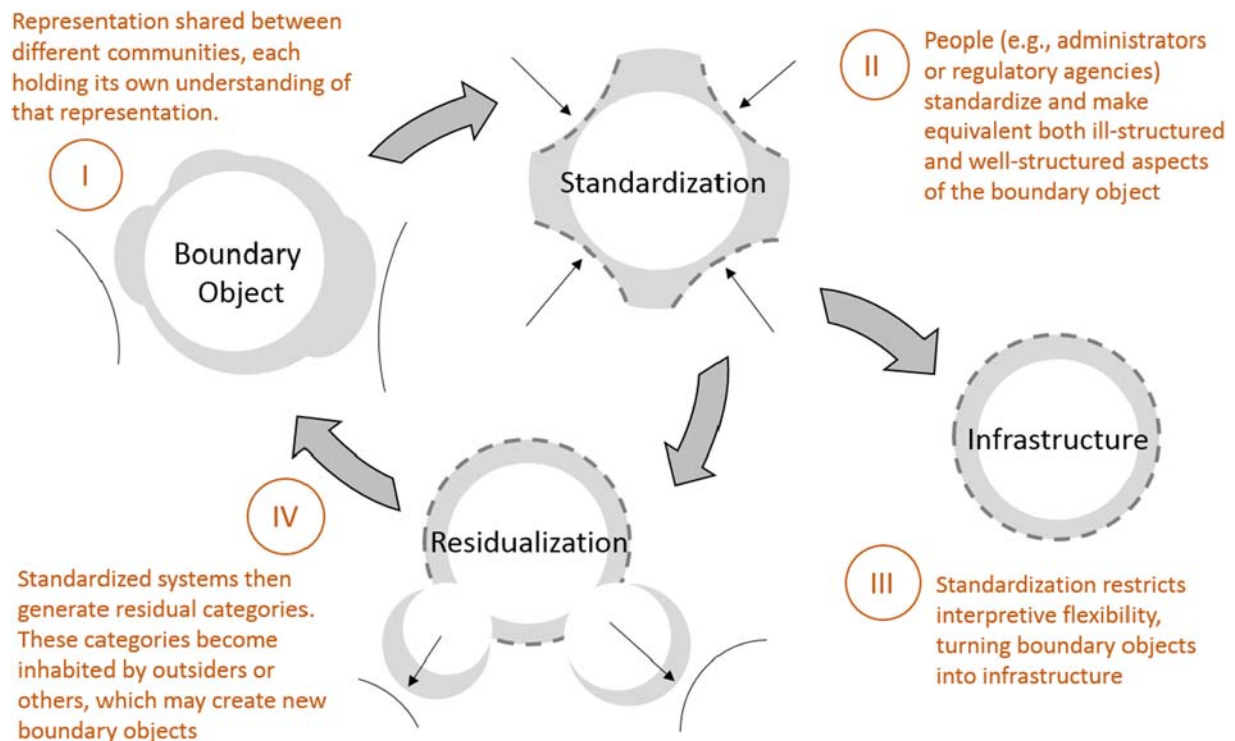 Representation shared between
different communities, each
holding its own understanding of
that representation.
I
Boundary
Object
Standardization
II
People (e.g., administrators
or regulatory agencies)
standardize and make
equivalent both ill-structured
and well-structured aspects
of the boundary object
Infrastructure
III
Standardization restricts
interpretive flexibility,
turning boundary objects
into infrastructure
Residualization
IV
Standardized systems then
generate residual categories.
These categories become
inhabited by outsiders or
others, which may create new
boundary objects